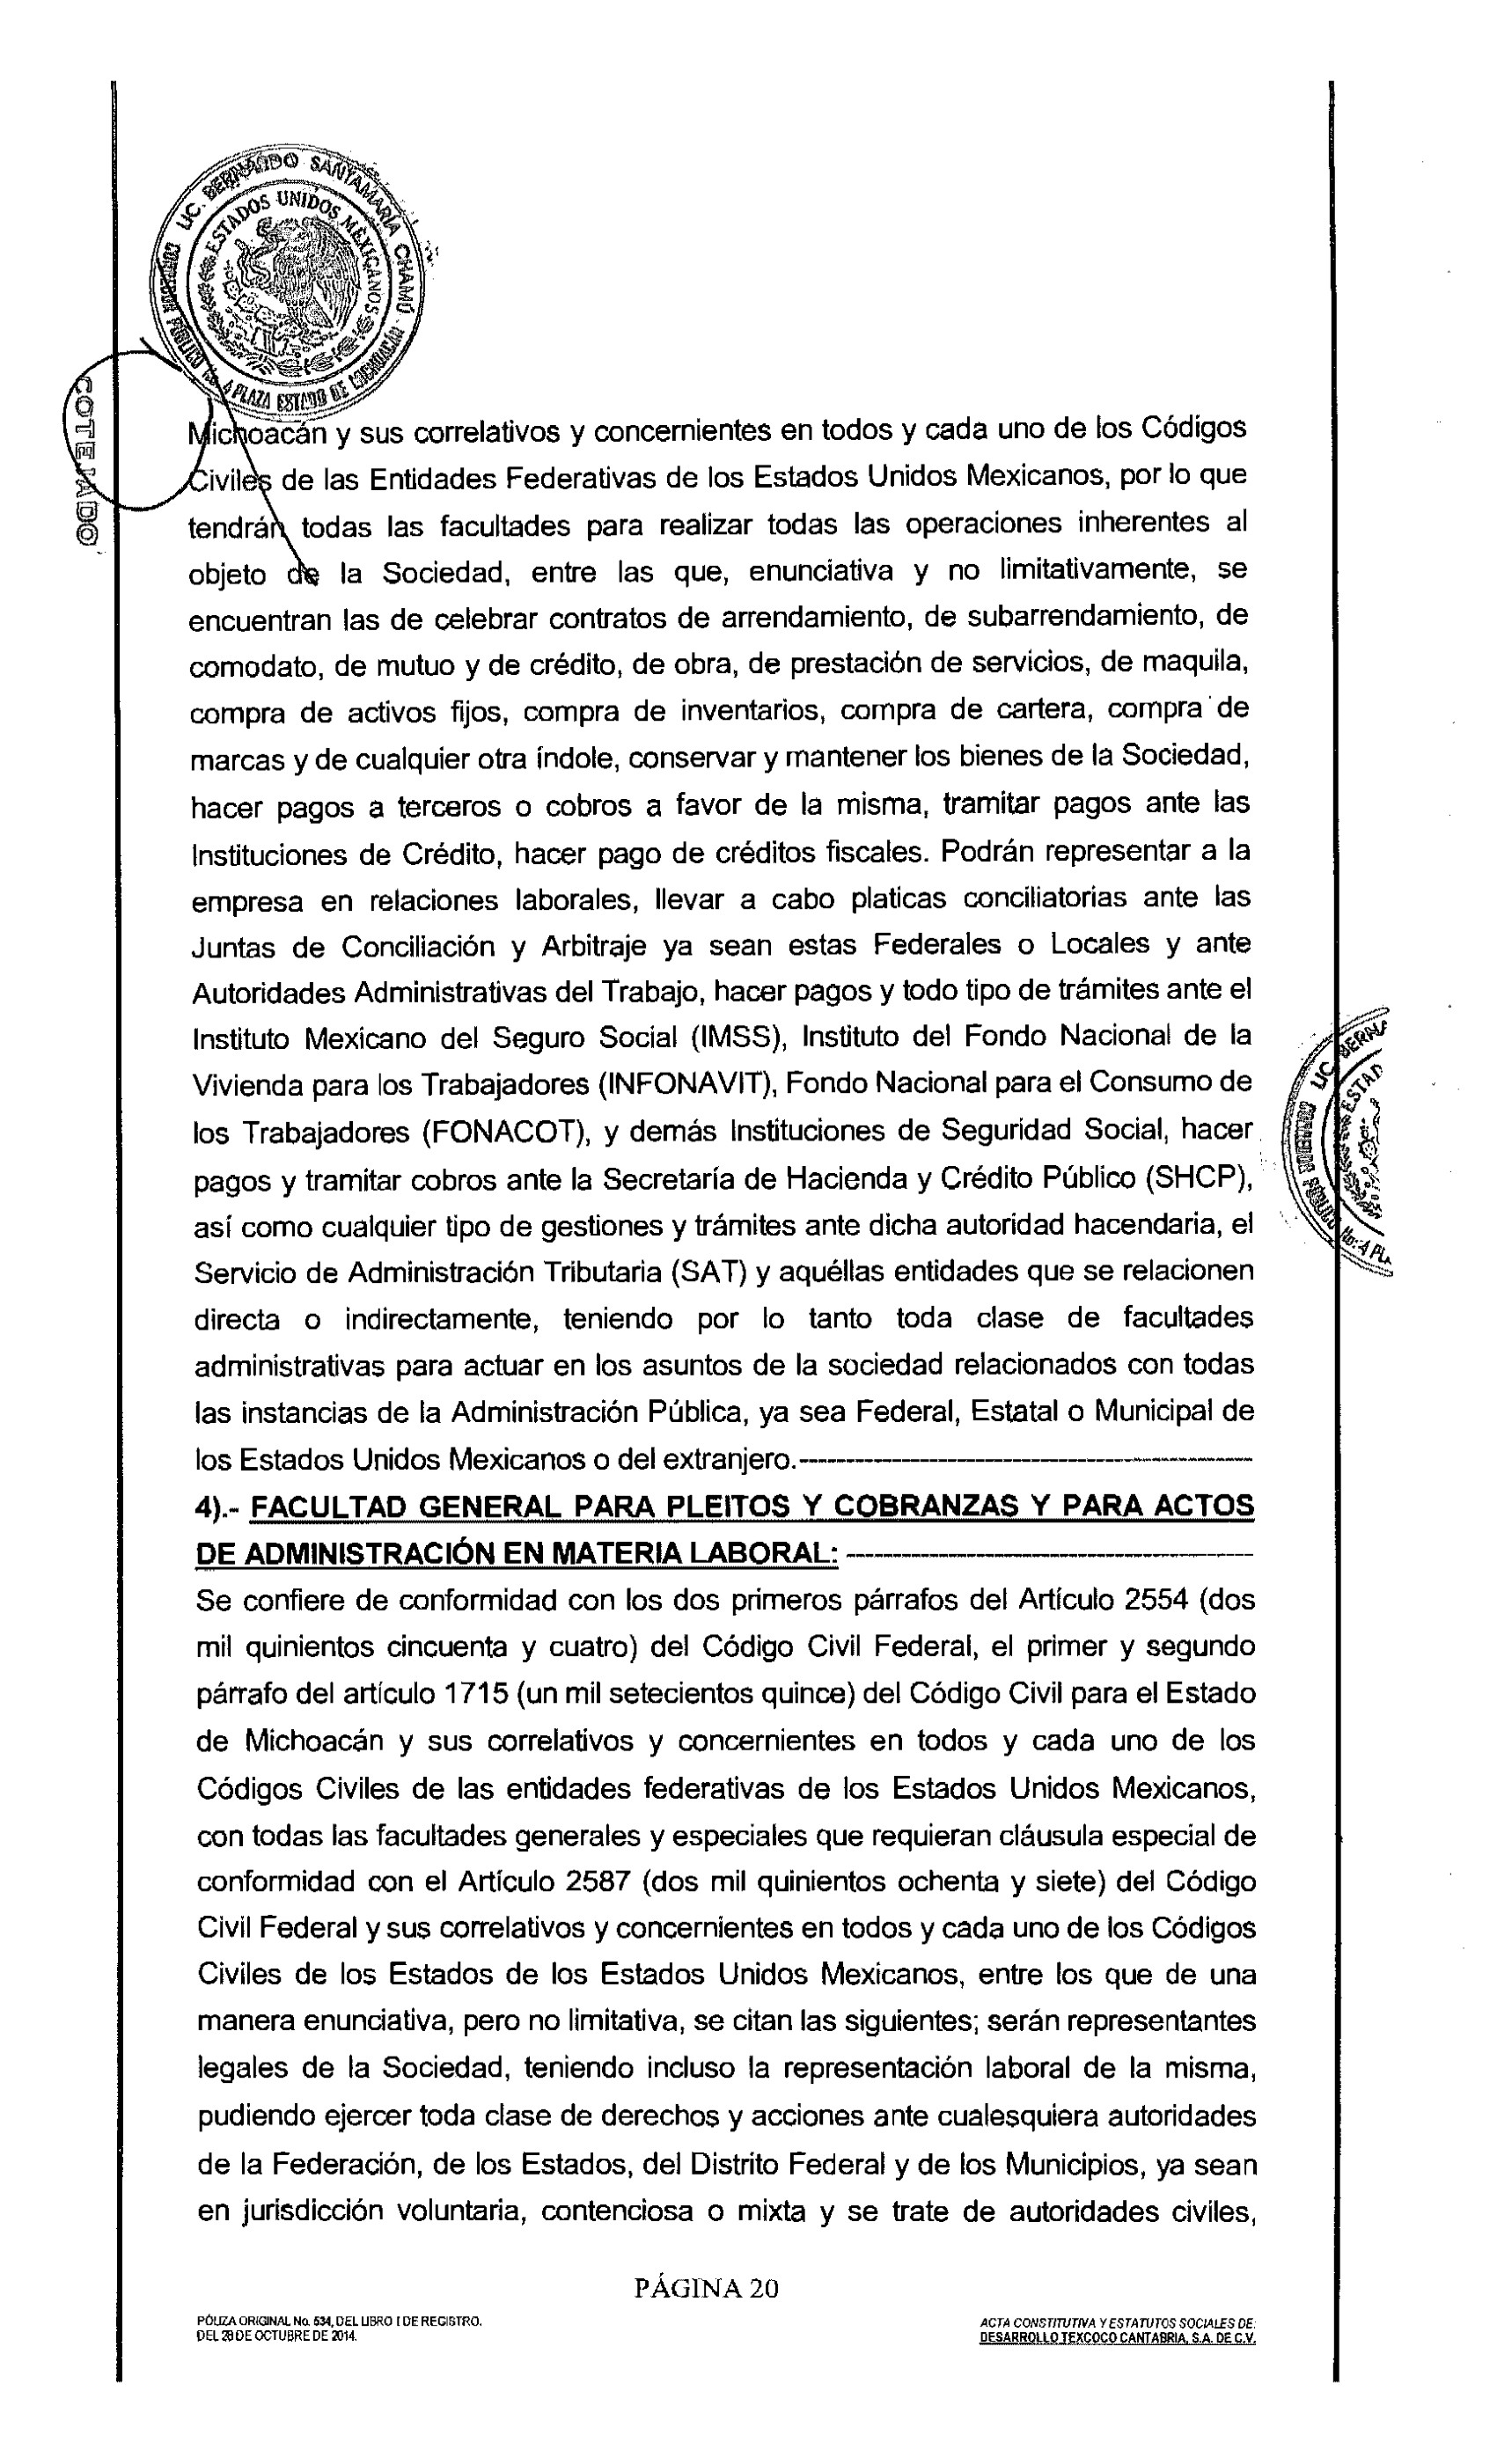 LIC. BERNARDO SANTAMARÍA CHAMÚ
ESTADOS UNIDOS MEXICANOS
CORREDOR PÚBLICO No. 4 PLAZA ESTADO DE MICHOACÁN
COTEJADO
Michoacán y sus correlativos y concernientes en todos y cada uno de los Códigos
Civiles de las Entidades Federativas de los Estados Unidos Mexicanos, por lo que
tendrán todas las facultades para realizar todas las operaciones inherentes al
objeto de la Sociedad, entre las que, enunciativa y no limitativamente, se
encuentran las de celebrar contratos de arrendamiento, de subarrendamiento, de
comodato, de mutuo y de crédito, de obra, de prestación de servicios, de maquila,
compra de activos fijos, compra de inventarios, compra de cartera, compra de
marcas y de cualquier otra índole, conservar y mantener los bienes de la Sociedad,
hacer pagos a terceros o cobros a favor de la misma, tramitar pagos ante las
Instituciones de Crédito, hacer pago de créditos fiscales. Podrán representar a la
empresa en relaciones laborales, llevar a cabo platicas conciliatorias ante las
Juntas de Conciliación y Arbitraje ya sean estas Federales o Locales y ante
Autoridades Administrativas del Trabajo, hacer pagos y todo tipo de trámites ante el
Instituto Mexicano del Seguro Social (IMSS), Instituto del Fondo Nacional de la
Vivienda para los Trabajadores (INFONAVIT), Fondo Nacional para el Consumo de
los Trabajadores (FONACOT), y demás Instituciones de Seguridad Social, hacer
pagos y tramitar cobros ante la Secretaría de Hacienda y Crédito Público (SHCP),
así como cualquier tipo de gestiones y trámites ante dicha autoridad hacendaria, el
Servicio de Administración Tributaria (SAT) y aquéllas entidades que se relacionen
directa o indirectamente, teniendo por lo tanto toda clase de facultades
administrativas para actuar en los asuntos de la sociedad relacionados con todas
las instancias de la Administración Pública, ya sea Federal, Estatal o Municipal de
los Estados Unidos Mexicanos o del extranjero.------------------------------------------------
4).- FACULTAD GENERAL PARA PLEITOS Y COBRANZAS Y PARA ACTOS
DE ADMINISTRACIÓN EN MATERIA LABORAL: -------------------------------------------
Se confiere de conformidad con los dos primeros párrafos del Artículo 2554 (dos
mil quinientos cincuenta y cuatro) del Código Civil Federal, el primer y segundo
párrafo del artículo 1715 (un mil setecientos quince) del Código Civil para el Estado
de Michoacán y sus correlativos y concernientes en todos y cada uno de los
Códigos Civiles de las entidades federativas de los Estados Unidos Mexicanos,
con todas las facultades generales y especiales que requieran cláusula especial de
conformidad con el Artículo 2587 (dos mil quinientos ochenta y siete) del Código
Civil Federal y sus correlativos y concernientes en todos y cada uno de los Códigos
Civiles de los Estados de los Estados Unidos Mexicanos, entre los que de una
manera enunciativa, pero no limitativa, se citan las siguientes; serán representantes
legales de la Sociedad, teniendo incluso la representación laboral de la misma,
pudiendo ejercer toda clase de derechos y acciones ante cualesquiera autoridades
de la Federación, de los Estados, del Distrito Federal y de los Municipios, ya sean
en jurisdicción voluntaria, contenciosa o mixta y se trate de autoridades civiles,
PÁGINA 20
PÓLIZA ORIGINAL No. 534, DEL LIBRO I DE REGISTRO.
DEL 28 DE OCTUBRE DE 2014.
ACTA CONSTITUTIVA Y ESTATUTOS SOCIALES DE:
DESARROLLO TEXCOCO CANTABRIA, S.A. DE C.V.